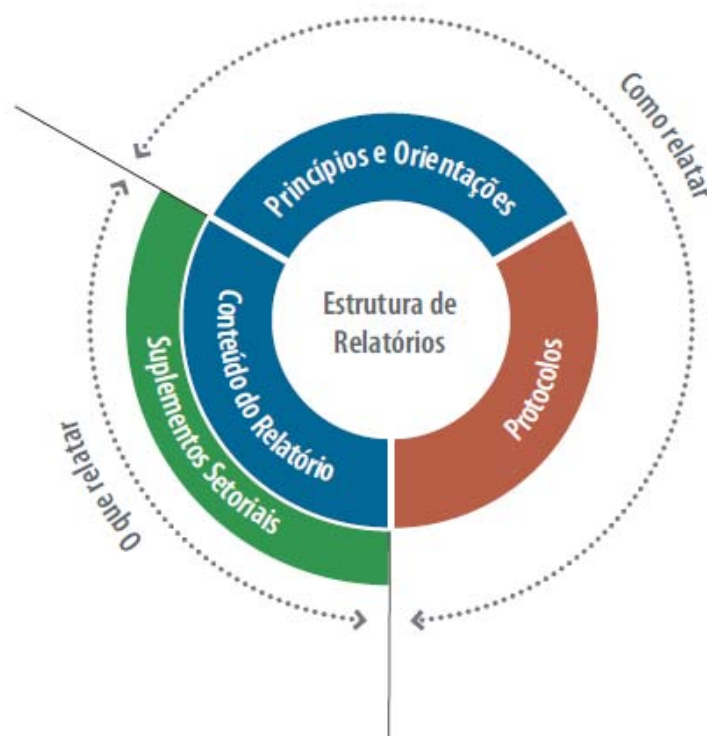 Como relatar
Princípios e Orientações
Estrutura de
Relatórios
Protocolos
Conteúdo do Relatório
Suplementos Setoriais
O que relatar